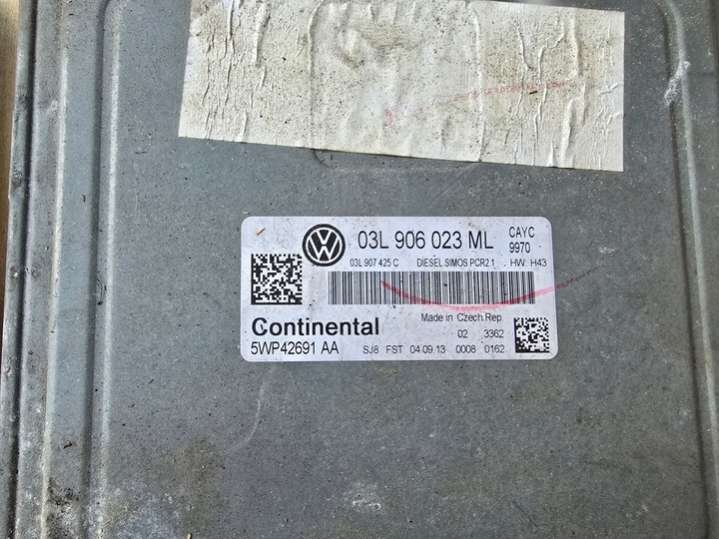 03L 906 023 ML
CAYC
9970
03L 907 425 C DIESEL SIMOS PCR2.1 HW: H43
Continental
Made in Czech.Rep
02 3362
5WP42691 AA
SJ8 FST 04.09.13 0008 0162